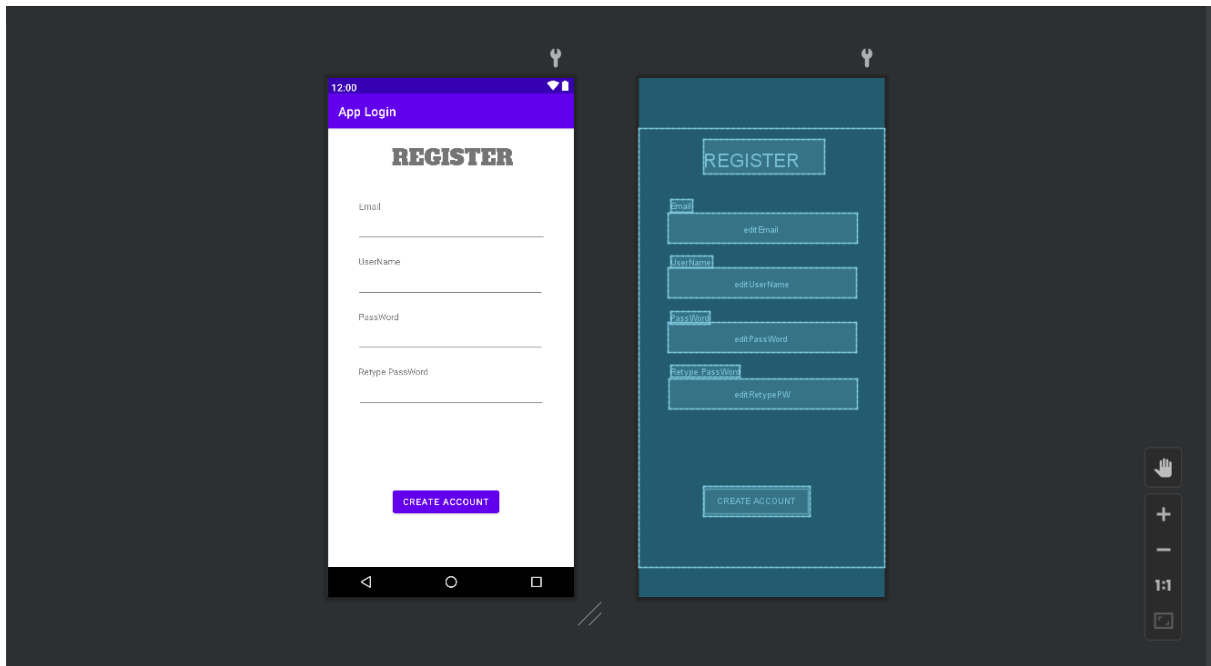 12:00
App Login
REGISTER
Email
UserName
PassWord
Retype PassWord
CREATE ACCOUNT
REGISTER
Email
editEmail
UserName
editUserName
PassWord
editPassWord
Retype PassWord
editRetypePW
CREATE ACCOUNT
1:1